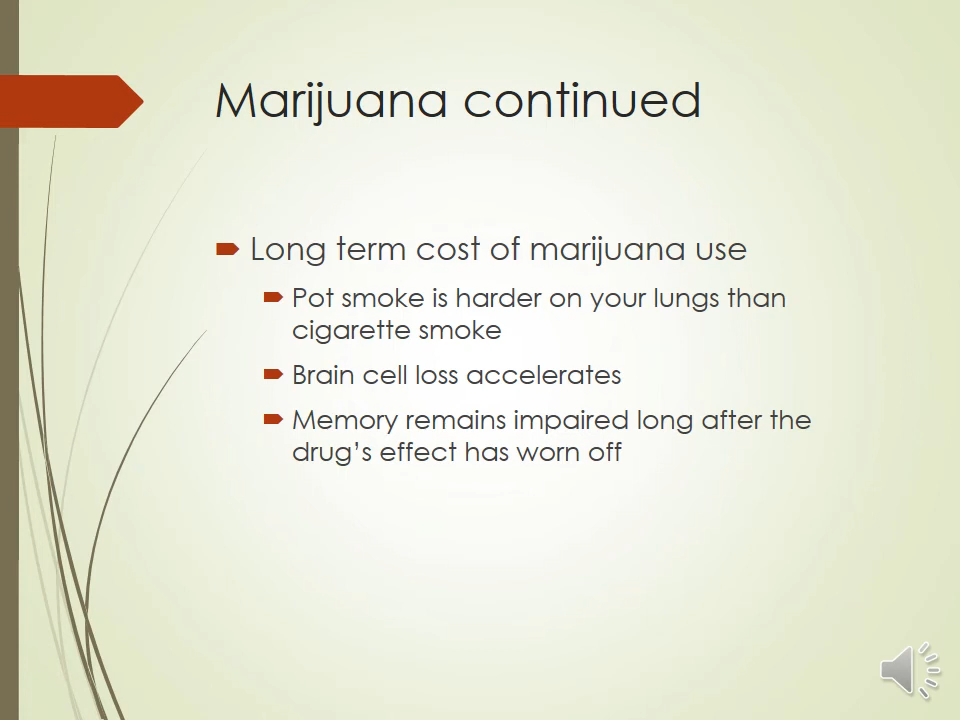 Marijuana continued
Long term cost of marijuana use
Pot smoke is harder on your lungs than
cigarette smoke
Brain cell loss accelerates
Memory remains impaired long after the
drug’s effect has worn off